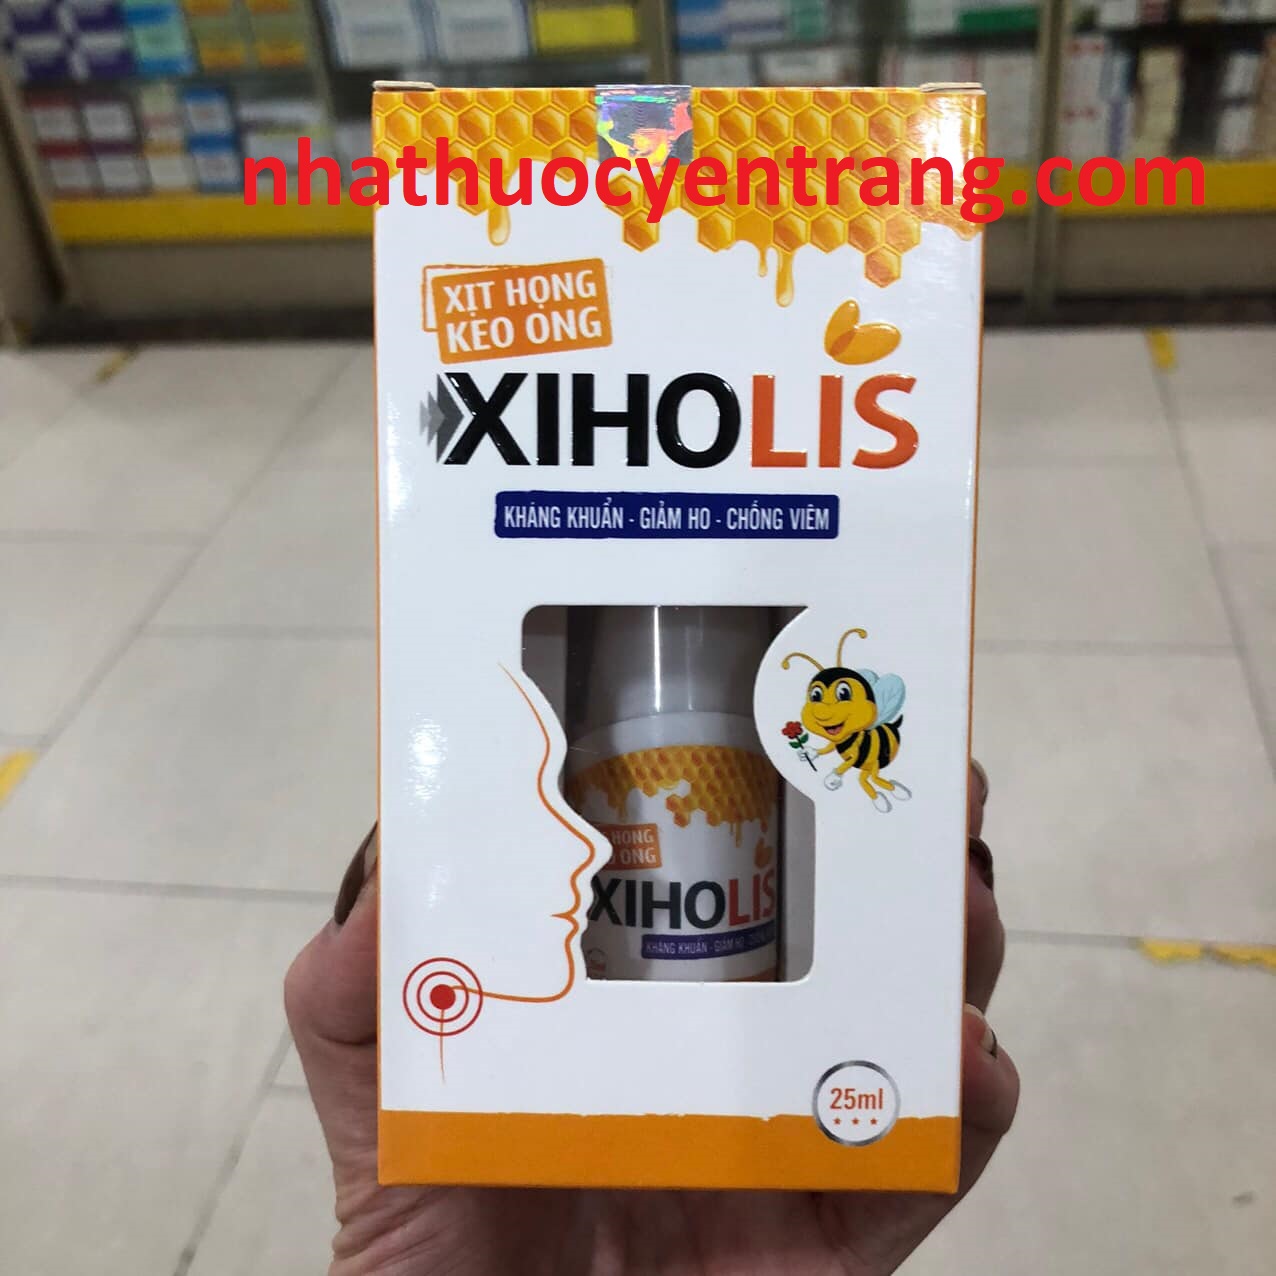 nhathuocyentrang.com
XỊT HỌNG
KEO ONG
XIHOLIS
KHÁNG KHUẨN - GIẢM HO - CHỐNG VIÊM
HỌNG
ONG
XIHOLIS
KHÁNG KHUẨN - GIẢM HO -
25ml